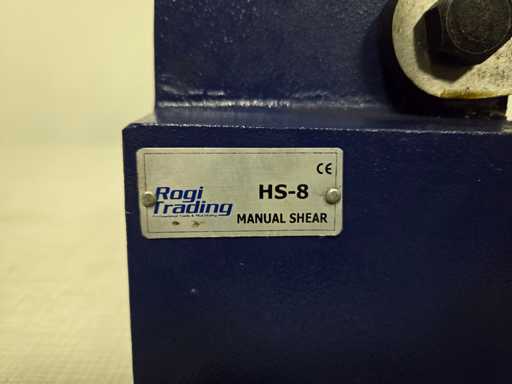 CE
Rogi
Trading
HS-8
MANUAL SHEAR